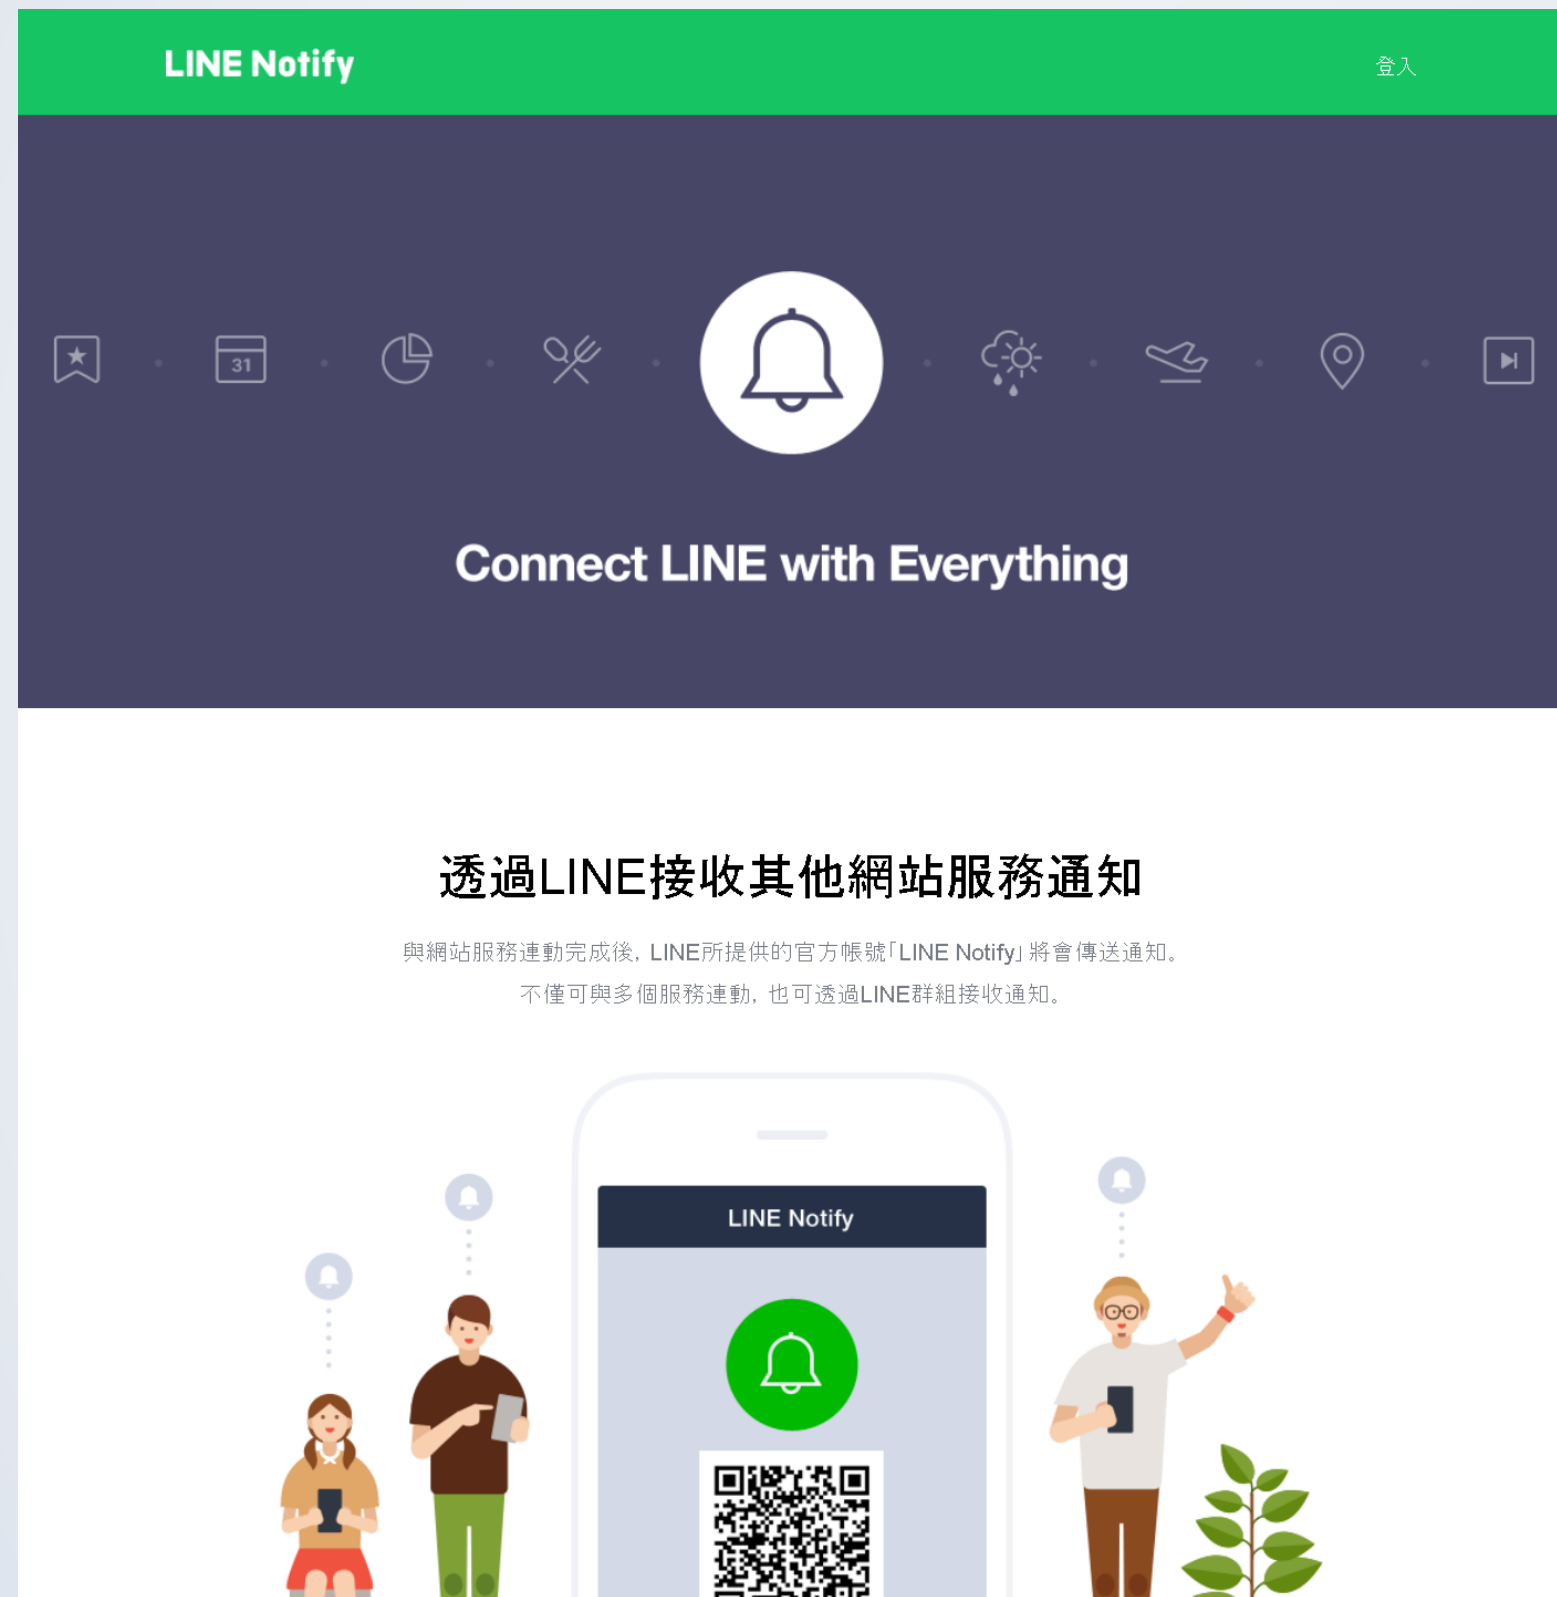 LINE Notify
登入
31
Connect LINE with Everything
透過LINE接收其他網站服務通知
與網站服務連動完成後，LINE所提供的官方帳號「LINE Notify」將會傳送通知。
不僅可與多個服務連動，也可透過LINE群組接收通知。
LINE Notify